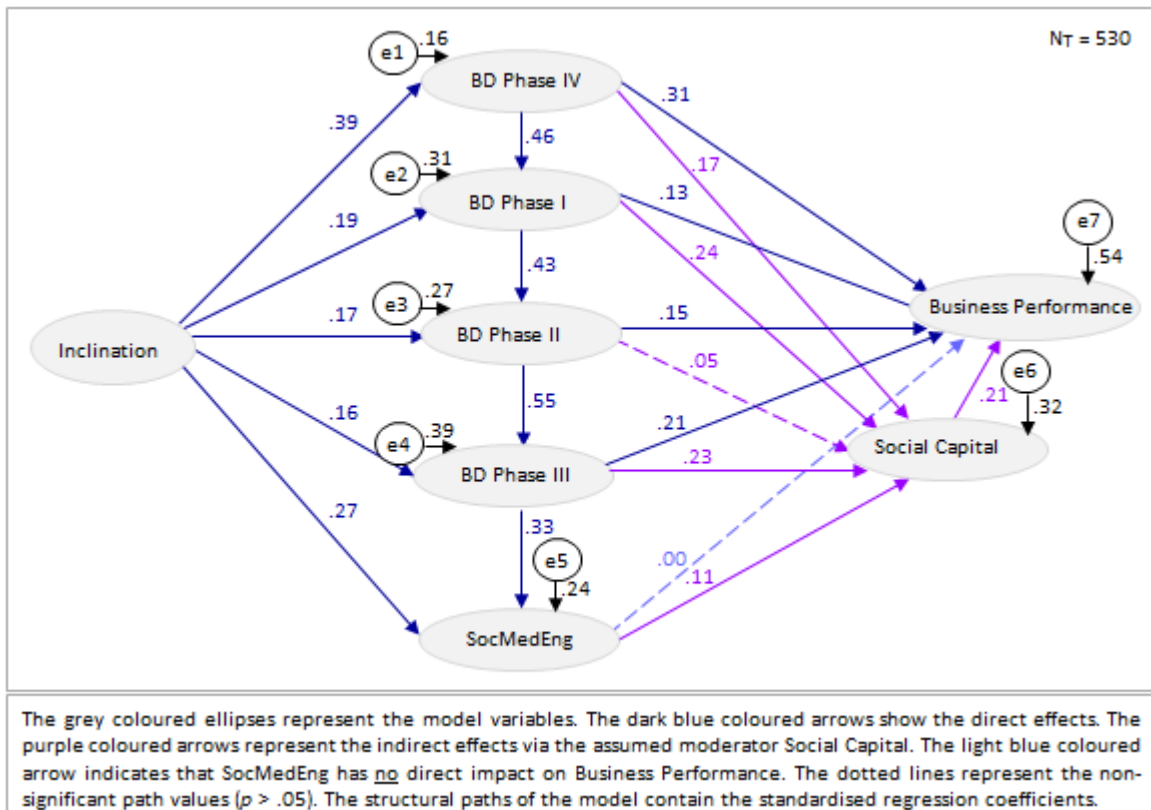 e1
.16
NT = 530
BD Phase IV
.39
.31
.46
.17
e2
.31
BD Phase I
.13
.19
.24
e7
.54
.43
e3
.27
Business Performance
.17
BD Phase II
.15
Inclination
.05
e6
.55
.21
.32
.16
.39
e4
.21
Social Capital
BD Phase III
.23
.27
.33
e5
.00
.11
.24
SocMedEng
The grey coloured ellipses represent the model variables. The dark blue coloured arrows show the direct effects. The
purple coloured arrows represent the indirect effects via the assumed moderator Social Capital. The light blue coloured
arrow indicates that SocMedEng has no direct impact on Business Performance. The dotted lines represent the non-
significant path values (p > .05). The structural paths of the model contain the standardised regression coefficients.